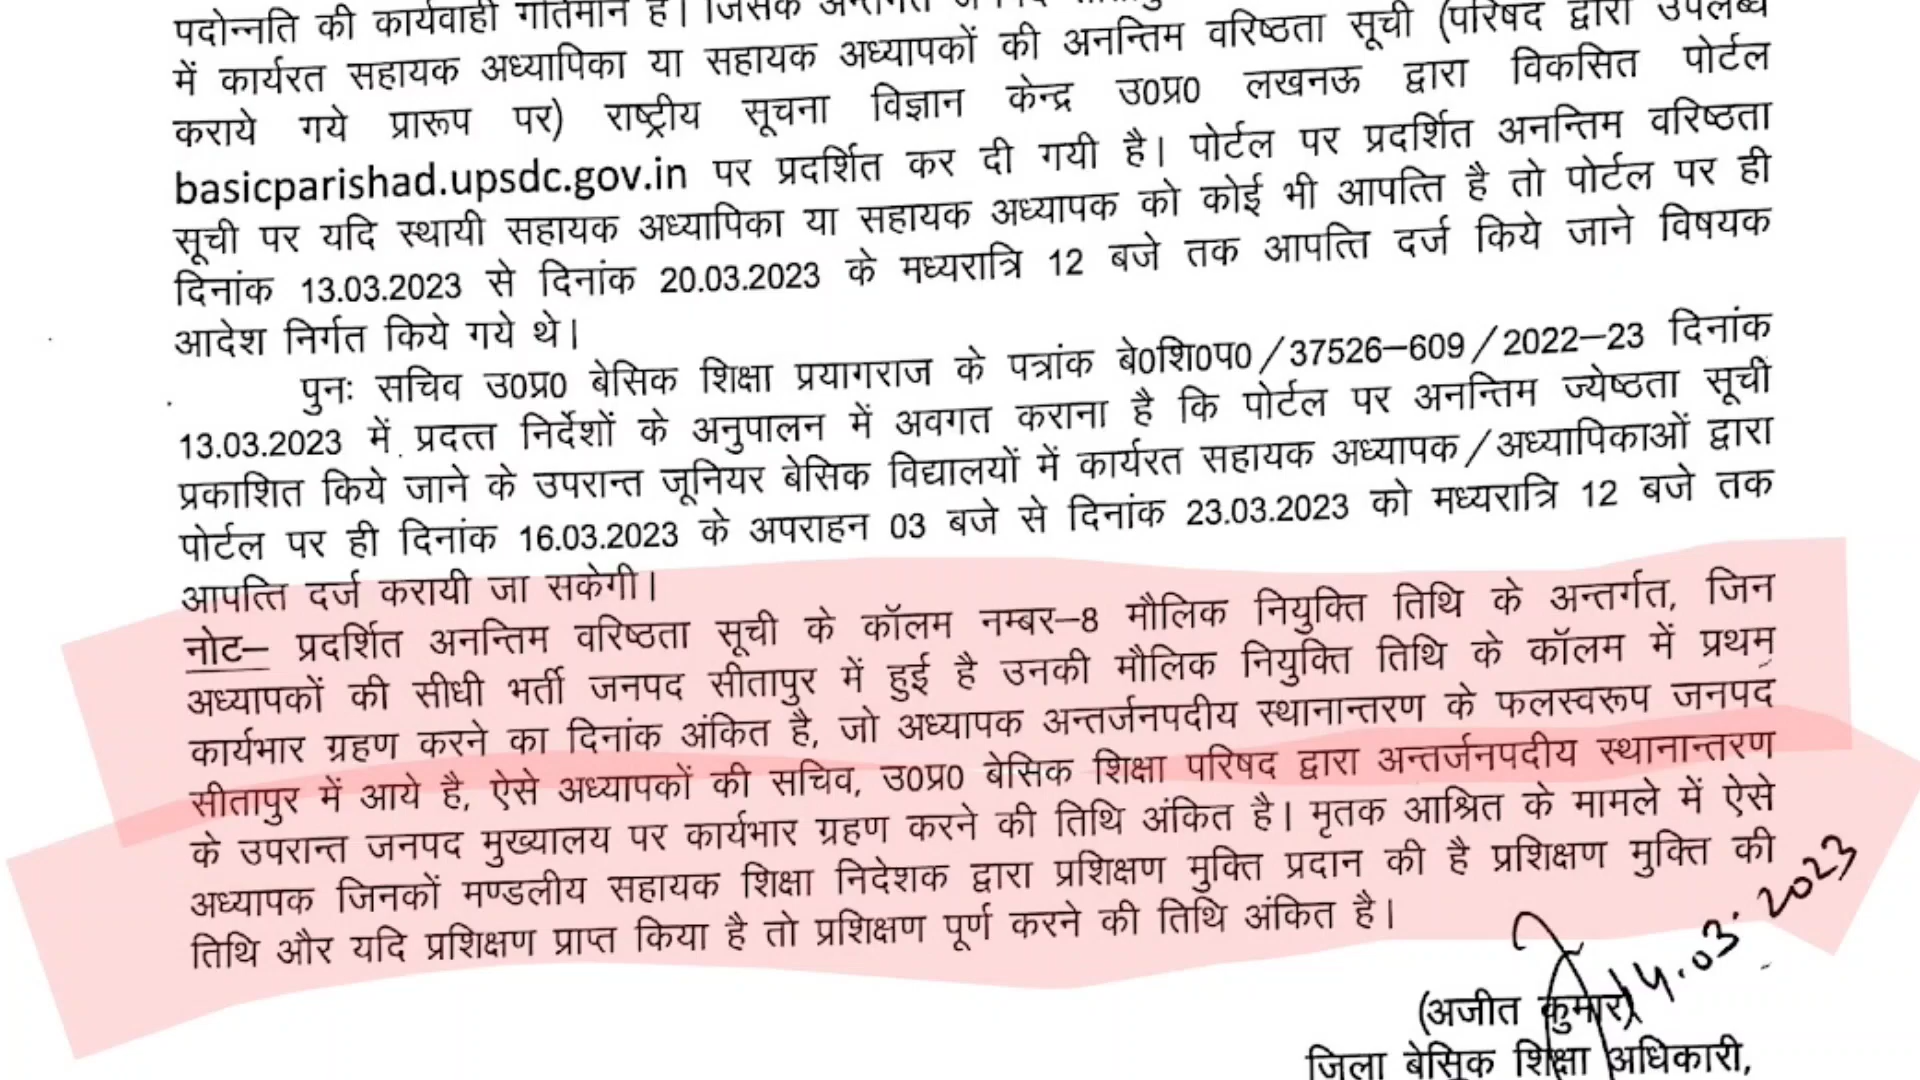 पदोन्नति की कार्यवाही गतिमान है। जिसके अन्तर्गत
में कार्यरत सहायक अध्यापिका या सहायक अध्यापकों की अनन्तिम वरिष्ठता सूची (परिषद द्वारा उपलब्ध
कराये गये प्रारूप पर) राष्ट्रीय सूचना विज्ञान केन्द्र उ0प्र0 लखनऊ द्वारा विकसित पोर्टल
basicparishad.upsdc.gov.in पर प्रदर्शित कर दी गयी है। पोर्टल पर प्रदर्शित अनन्तिम वरिष्ठता
सूची पर यदि स्थायी सहायक अध्यापिका या सहायक अध्यापक को कोई भी आपत्ति है तो पोर्टल पर ही
दिनांक 13.03.2023 से दिनांक 20.03.2023 के मध्यरात्रि 12 बजे तक आपत्ति दर्ज किये जाने विषयक
आदेश निर्गत किये गये थे।
पुनः सचिव उ0प्र0 बेसिक शिक्षा प्रयागराज के पत्रांक बे0शि0प0/37526–609/2022–23 दिनांक
13.03.2023 में प्रदत्त निर्देशों के अनुपालन में अवगत कराना है कि पोर्टल पर अनन्तिम ज्येष्ठता सूची
प्रकाशित किये जाने के उपरान्त जूनियर बेसिक विद्यालयों में कार्यरत सहायक अध्यापक/अध्यापिकाओं द्वारा
पोर्टल पर ही दिनांक 16.03.2023 के अपराहन 03 बजे से दिनांक 23.03.2023 को मध्यरात्रि 12 बजे तक
आपत्ति दर्ज करायी जा सकेगी।
नोट– प्रदर्शित अनन्तिम वरिष्ठता सूची के कॉलम नम्बर–8 मौलिक नियुक्ति तिथि के अन्तर्गत, जिन
अध्यापकों की सीधी भर्ती जनपद सीतापुर में हुई है उनकी मौलिक नियुक्ति तिथि के कॉलम में प्रथम
कार्यभार ग्रहण करने का दिनांक अंकित है, जो अध्यापक अन्तर्जनपदीय स्थानान्तरण के फलस्वरूप जनपद
सीतापुर में आये है, ऐसे अध्यापकों की सचिव, उ0प्र0 बेसिक शिक्षा परिषद द्वारा अन्तर्जनपदीय स्थानान्तरण
के उपरान्त जनपद मुख्यालय पर कार्यभार ग्रहण करने की तिथि अंकित है। मृतक आश्रित के मामले में ऐसे
अध्यापक जिनकों मण्डलीय सहायक शिक्षा निदेशक द्वारा प्रशिक्षण मुक्ति प्रदान की है प्रशिक्षण मुक्ति की
तिथि और यदि प्रशिक्षण प्राप्त किया है तो प्रशिक्षण पूर्ण करने की तिथि अंकित है।
14.03.2023
(अजीत कुमार)
जिला बेसिक शिक्षा अधिकारी,